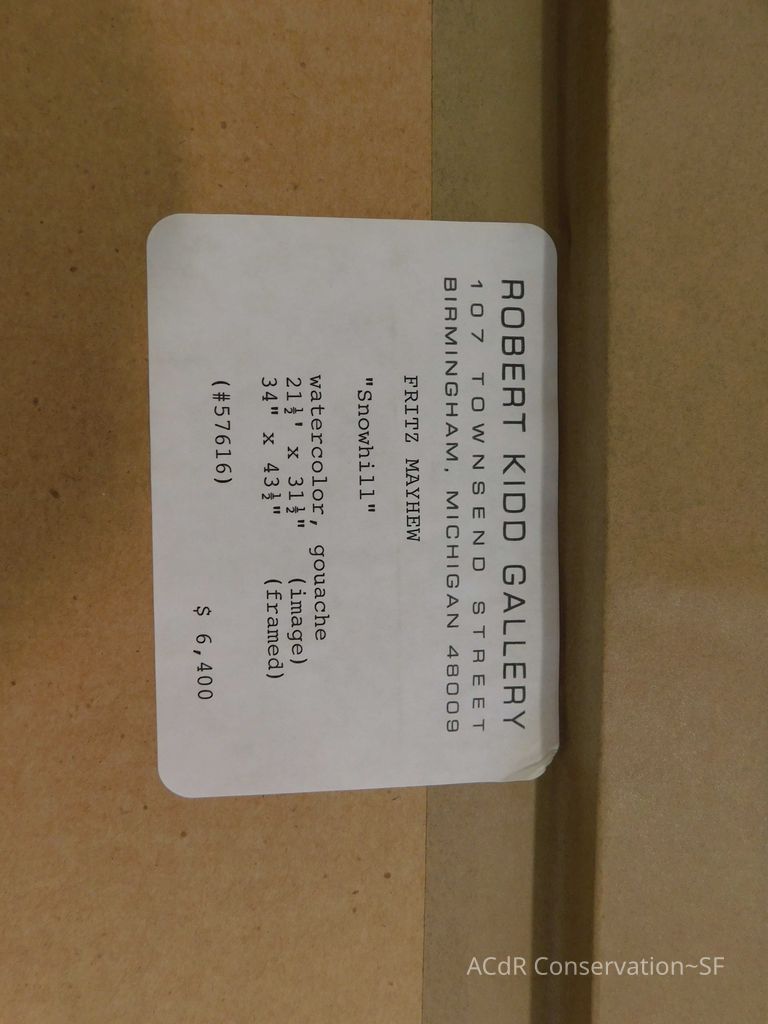 ROBERT KIDD GALLERY
107 TOWNSEND STREET
BIRMINGHAM, MICHIGAN 48009
FRITZ MAYHEW
"Snowhill"
watercolor, gouache
21½' x 31½" (image)
34" x 43½" (framed)
(#57616)
$ 6,400
ACdR Conservation~SF